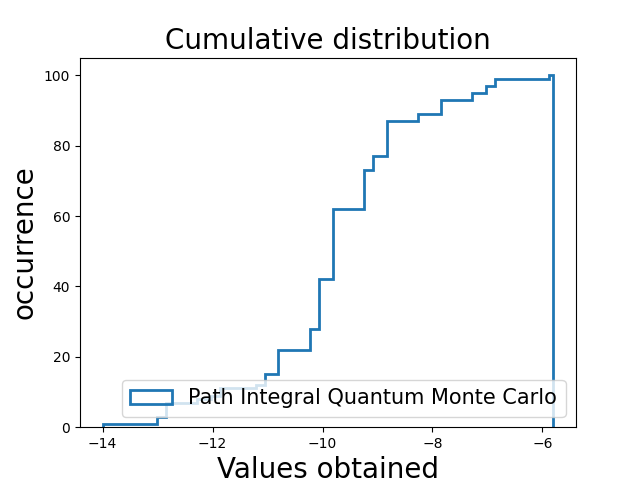 Cumulative distribution
occurrence
100
80
60
40
20
0
Path Integral Quantum Monte Carlo
−14 −12 −10 −8 −6
Values obtained